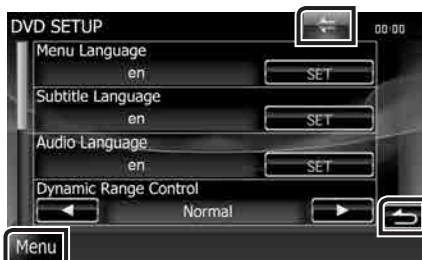 DVD SETUP 00:00
Menu Language
en SET
Subtitle Language
en SET
Audio Language
en SET
Dynamic Range Control
Normal
Menu